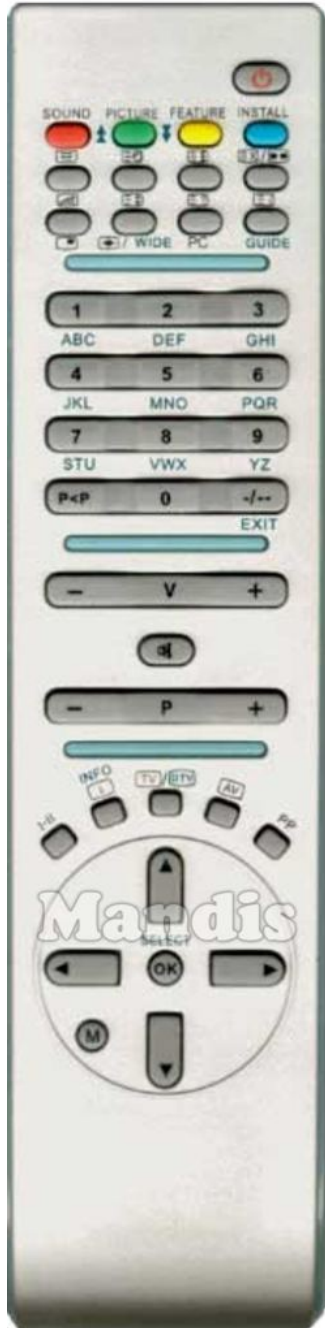 SOUND PICTURE FEATURE INSTALL
WIDE PC GUIDE
1 2 3
ABC DEF GHI
4 5 6
JKL MNO PQR
7 8 9
STU VWX YZ
P<P 0 -/--
EXIT
- V +
- P +
INFO
i TV/DTV AV
I-II PP
Mandis
SELECT
OK
M